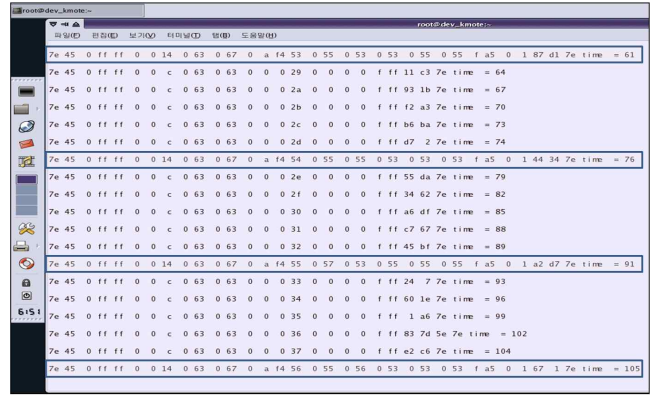 root@
root@dev_kmote:~
파일(F) 편집(E) 보기(V) 터미널(T) 탭(B) 도움말(H)
7e 45 0 ff ff 0 0 14 0 63 0 67 0 a f4 53 0 55 0 53 0 53 0 55 0 55 f a5 0 1 87 d1 7e time = 61
7e 45 0 ff ff 0 0 c 0 63 0 63 0 0 0 29 0 0 0 0 f ff 11 c3 7e time = 64
7e 45 0 ff ff 0 0 c 0 63 0 63 0 0 0 2a 0 0 0 0 f ff 93 1b 7e time = 67
7e 45 0 ff ff 0 0 c 0 63 0 63 0 0 0 2b 0 0 0 0 f ff f2 a3 7e time = 70
7e 45 0 ff ff 0 0 c 0 63 0 63 0 0 0 2c 0 0 0 0 f ff b6 ba 7e time = 73
7e 45 0 ff ff 0 0 c 0 63 0 63 0 0 0 2d 0 0 0 0 f ff d7 2 7e time = 74
7e 45 0 ff ff 0 0 14 0 63 0 67 0 a f4 54 0 55 0 55 0 53 0 53 0 53 f a5 0 1 44 34 7e time = 76
7e 45 0 ff ff 0 0 c 0 63 0 63 0 0 0 2e 0 0 0 0 f ff 55 da 7e time = 79
7e 45 0 ff ff 0 0 c 0 63 0 63 0 0 0 2f 0 0 0 0 f ff 34 62 7e time = 82
7e 45 0 ff ff 0 0 c 0 63 0 63 0 0 0 30 0 0 0 0 f ff a6 df 7e time = 85
7e 45 0 ff ff 0 0 c 0 63 0 63 0 0 0 31 0 0 0 0 f ff c7 67 7e time = 88
7e 45 0 ff ff 0 0 c 0 63 0 63 0 0 0 32 0 0 0 0 f ff 45 bf 7e time = 89
7e 45 0 ff ff 0 0 14 0 63 0 67 0 a f4 55 0 57 0 53 0 55 0 55 0 55 f a5 0 1 a2 d7 7e time = 91
7e 45 0 ff ff 0 0 c 0 63 0 63 0 0 0 33 0 0 0 0 f ff 24 7 7e time = 93
7e 45 0 ff ff 0 0 c 0 63 0 63 0 0 0 34 0 0 0 0 f ff 60 1e 7e time = 96
7e 45 0 ff ff 0 0 c 0 63 0 63 0 0 0 35 0 0 0 0 f ff 1 a6 7e time = 99
7e 45 0 ff ff 0 0 c 0 63 0 63 0 0 0 36 0 0 0 0 f ff 83 7d 5e 7e time = 102
7e 45 0 ff ff 0 0 c 0 63 0 63 0 0 0 37 0 0 0 0 f ff e2 c6 7e time = 104
7e 45 0 ff ff 0 0 14 0 63 0 67 0 a f4 56 0 55 0 56 0 53 0 53 0 53 f a5 0 1 67 1 7e time = 105
6:51